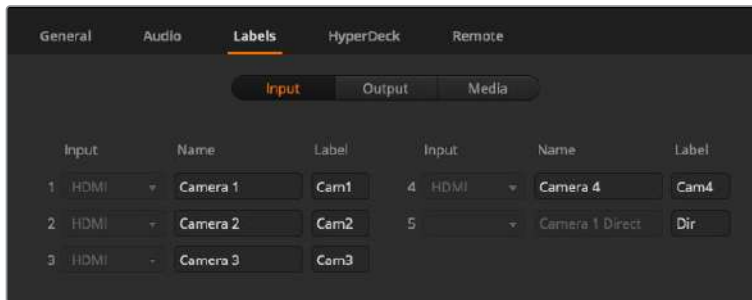 General Audio Labels HyperDeck Remote
Input Output Media
Input Name Label Input Name Label
1 HDMI Camera 1 Cam1 4 HDMI Camera 4 Cam4
2 HDMI Camera 2 Cam2 5 Camera 1 Direct Dir
3 HDMI Camera 3 Cam3